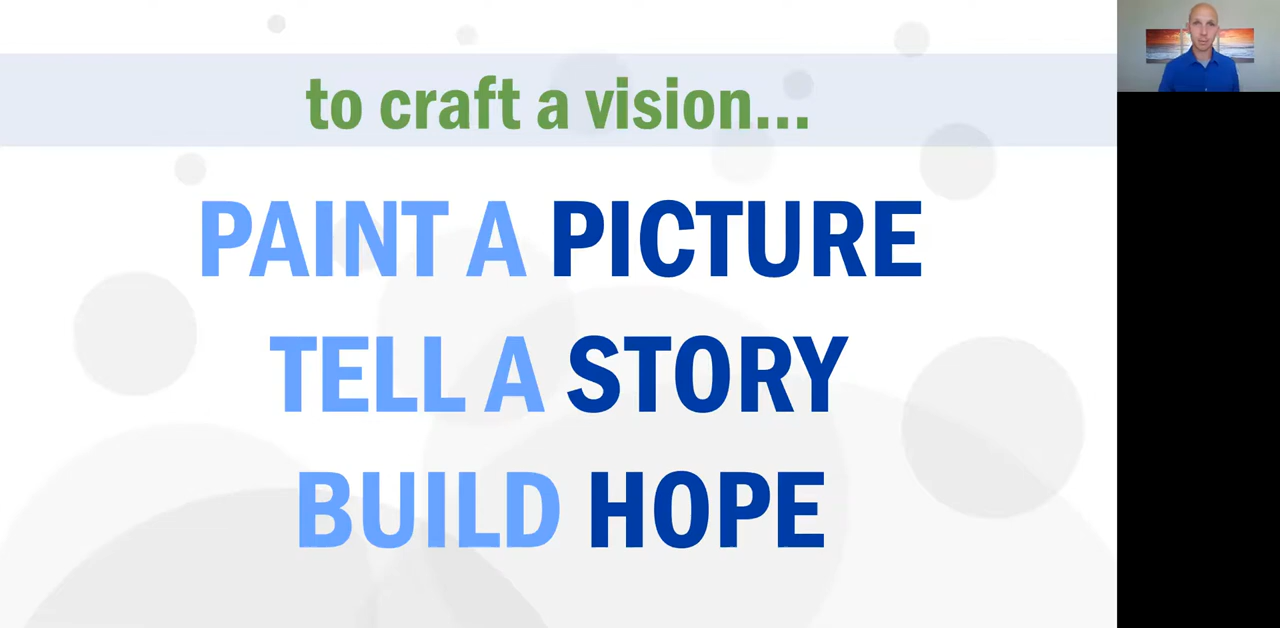 to craft a vision...
PAINT A PICTURE
TELL A STORY
BUILD HOPE